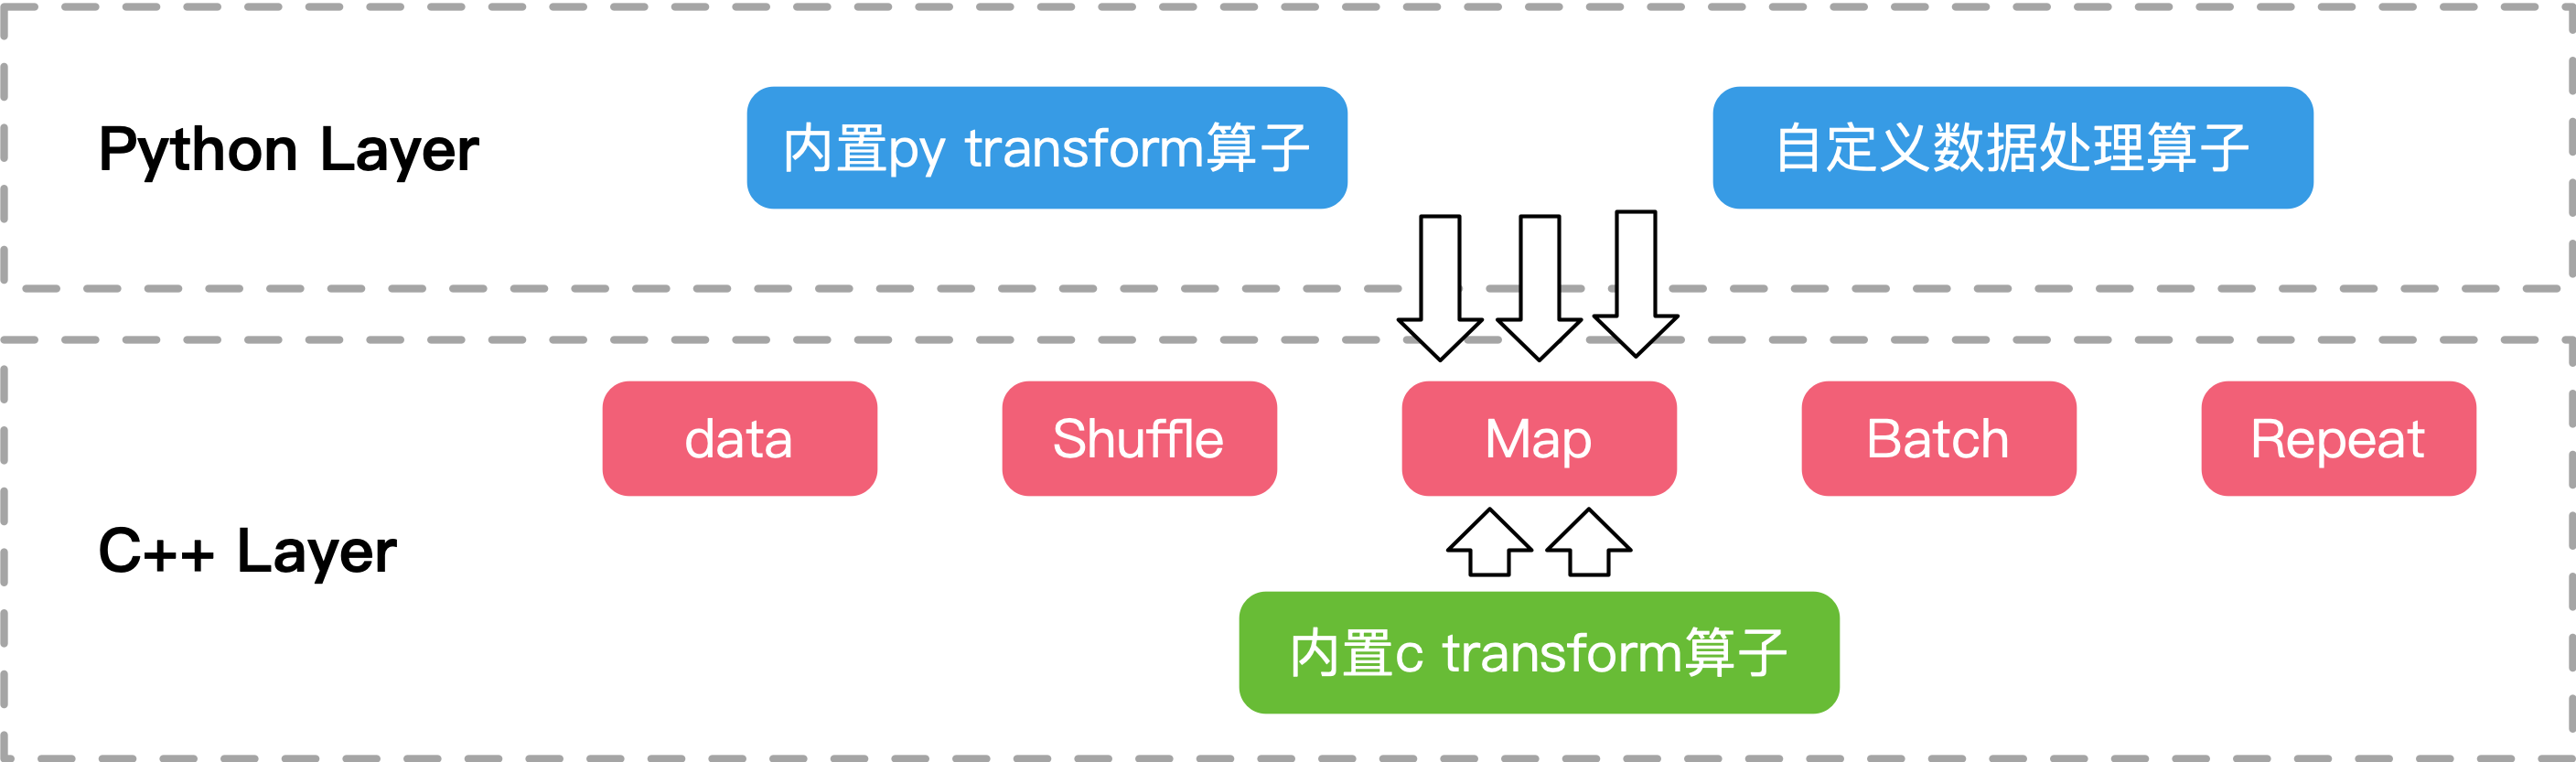 Python Layer
内置py transform算子
自定义数据处理算子
data
Shuffle
Map
Batch
Repeat
C++ Layer
内置c transform算子